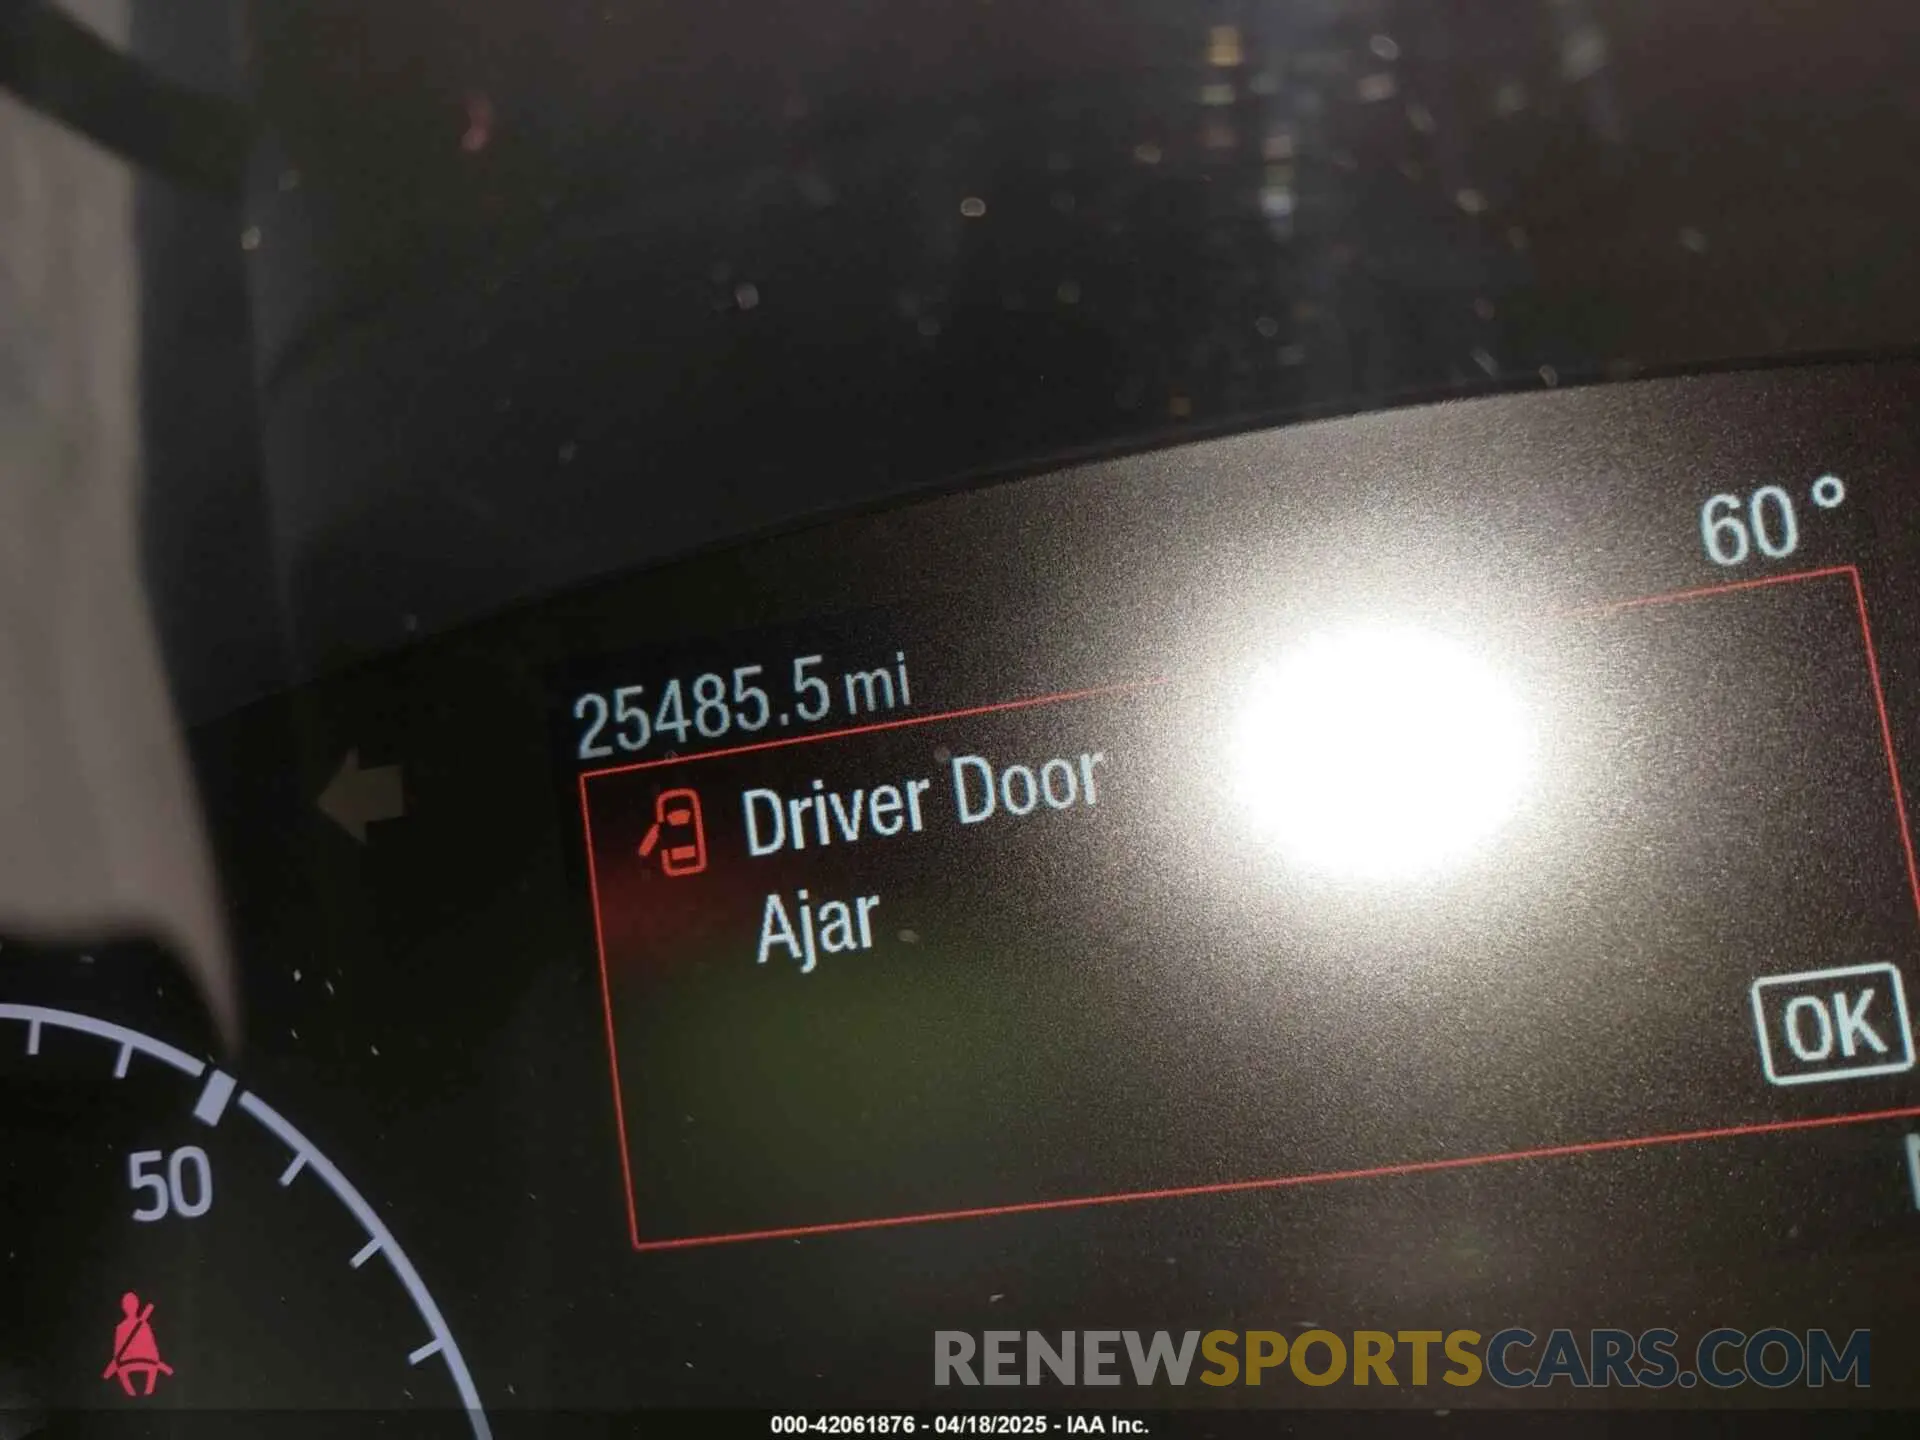 60°
25485.5 mi
Driver Door
Ajar
OK
50
RENEWSPORTSCARS.COM
000-42061876 - 04/18/2025 - IAA Inc.